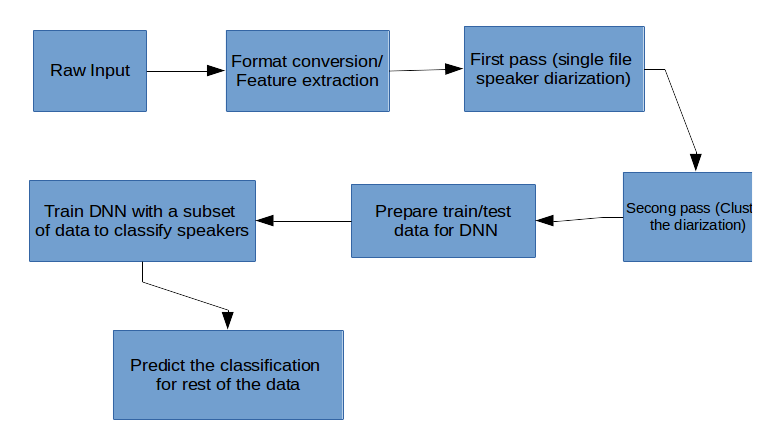 Raw Input
Format conversion/
Feature extraction
First pass (single file
speaker diarization)
Secong pass (Clust
the diarization)
Prepare train/test
data for DNN
Train DNN with a subset
of data to classify speakers
Predict the classification
for rest of the data